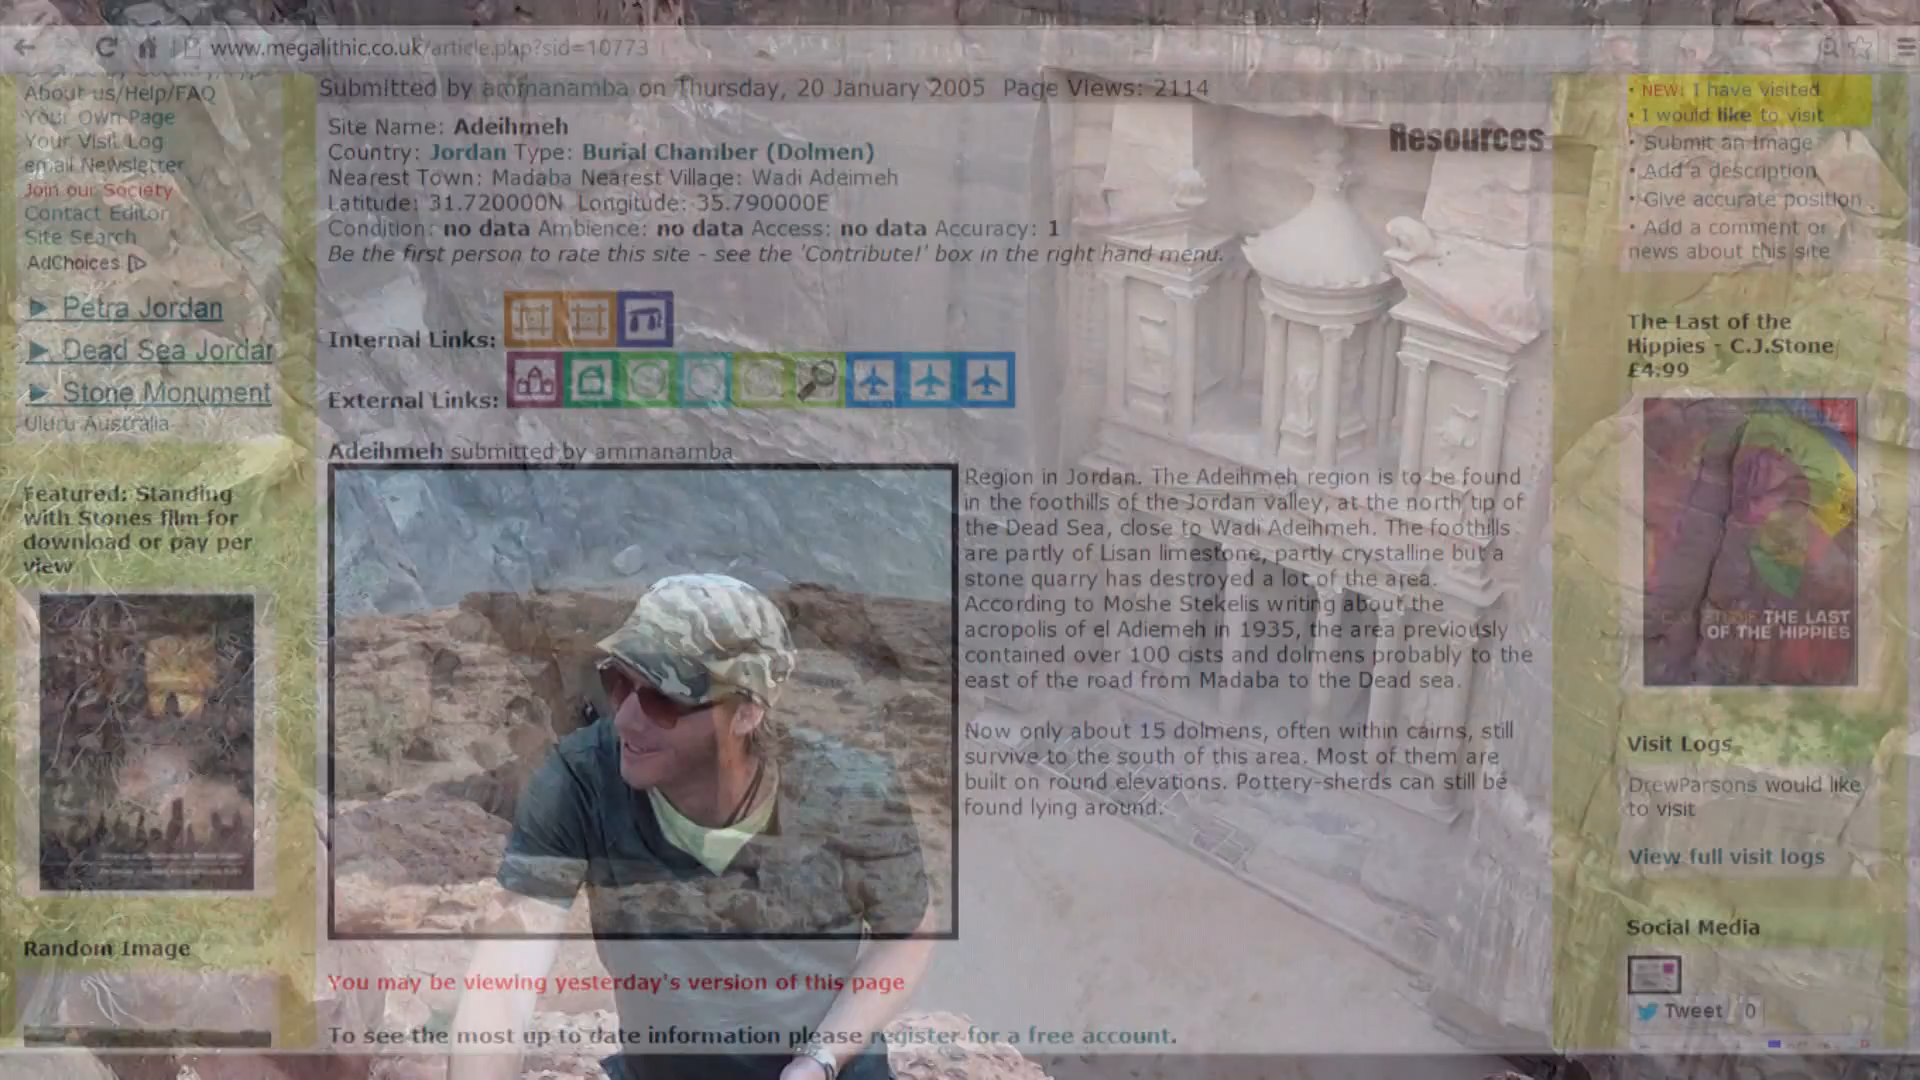 www.megalithic.co.uk/article.php?sid=10773
About us/Help/FAQ
Your Own Page
Your Visit Log
email Newsletter
Join our Society
Contact Editor
Site Search
AdChoices
Petra Jordan
Dead Sea Jordan
Stone Monument
Uluru Australia
Featured: Standing
with Stones film for
download or pay per
view
Random Image
Submitted by ammanamba on Thursday, 20 January 2005 Page Views: 2114
Site Name: Adeihmeh
Country: Jordan Type: Burial Chamber (Dolmen)
Nearest Town: Madaba Nearest Village: Wadi Adeimeh
Latitude: 31.720000N Longitude: 35.790000E
Condition: no data Ambience: no data Access: no data Accuracy: 1
Be the first person to rate this site - see the 'Contribute!' box in the right hand menu.
Internal Links:
External Links:
Adeihmeh submitted by ammanamba
Region in Jordan. The Adeihmeh region is to be found
in the foothills of the Jordan valley, at the north tip of
the Dead Sea, close to Wadi Adeihmeh. The foothills
are partly of Lisan limestone, partly crystalline but a
stone quarry has destroyed a lot of the area.
According to Moshe Stekelis writing about the
acropolis of el Adiemeh in 1935, the area previously
contained over 100 cists and dolmens probably to the
east of the road from Madaba to the Dead sea.
Now only about 15 dolmens, often within cairns, still
survive to the south of this area. Most of them are
built on round elevations. Pottery-sherds can still be
found lying around.
You may be viewing yesterday's version of this page
To see the most up to date information please register for a free account.
Resources
• NEW: I have visited
• I would like to visit
• Submit an Image
• Add a description
• Give accurate position
• Add a comment or
news about this site
The Last of the
Hippies - C.J.Stone
£4.99
STONE THE LAST
OF THE HIPPIES
Visit Logs
DrewParsons would like
to visit
View full visit logs
Social Media
Tweet 0